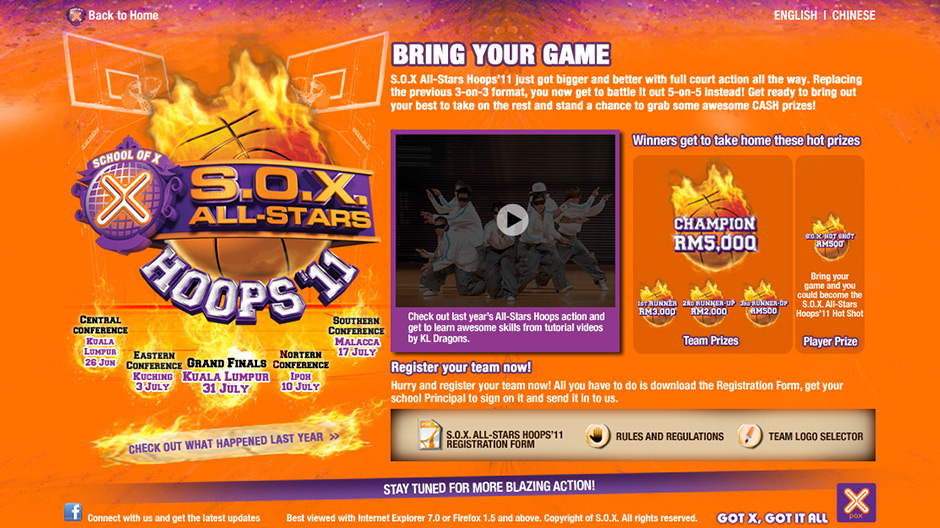 Back to Home
ENGLISH | CHINESE
BRING YOUR GAME
S.O.X All-Stars Hoops'11 just got bigger and better with full court action all the way. Replacing
the previous 3-on-3 format, you now get to battle it out 5-on-5 instead! Get ready to bring out
your best to take on the rest and stand a chance to grab some awesome CASH prizes!
SCHOOL OF X
X
S.O.X.
ALL-STARS
HOOPS '11
Central
Conference
Kuala
Lumpur
26 Jun
Eastern
Conference
Kuching
3 July
Grand Finals
Kuala Lumpur
31 July
Nortern
Conference
Ipoh
10 July
Southern
Conference
Malacca
17 July
CHECK OUT WHAT HAPPENED LAST YEAR >>
Check out last year's All-Stars Hoops action and
get to learn awesome skills from tutorial videos
by KL Dragons.
Winners get to take home these hot prizes
CHAMPION
RM5,000
1ST RUNNER
RM3,000
2ND RUNNER-UP
RM2,000
3RD RUNNER-UP
RM500
Team Prizes
S.O.X. HOT SHOT
RM500
Bring your
game and you
could become the
S.O.X. All-Stars
Hoops'11 Hot Shot
Player Prize
Register your team now!
Hurry and register your team now! All you have to do is download the Registration Form, get your
school Principal to sign on it and send it in to us.
PDF
S.O.X. ALL-STARS HOOPS'11
REGISTRATION FORM
RULES AND REGULATIONS
TEAM LOGO SELECTOR
STAY TUNED FOR MORE BLAZING ACTION!
f
Connect with us and get the latest updates
Best viewed with Internet Explorer 7.0 or Firefox 1.5 and above. Copyright of S.O.X. All rights reserved.
GOT X, GOT IT ALL
X
pax